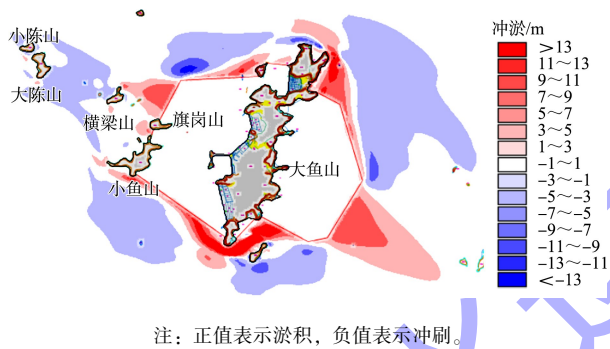 冲淤/m
小陈山
大陈山
横梁山
旗岗山
小鱼山
大鱼山
>13
11~13
9~11
7~9
5~7
3~5
1~3
-1~1
-3~-1
-5~-3
-7~-5
-9~-7
-11~-9
-13~-11
<-13
注：正值表示淤积，负值表示冲刷。